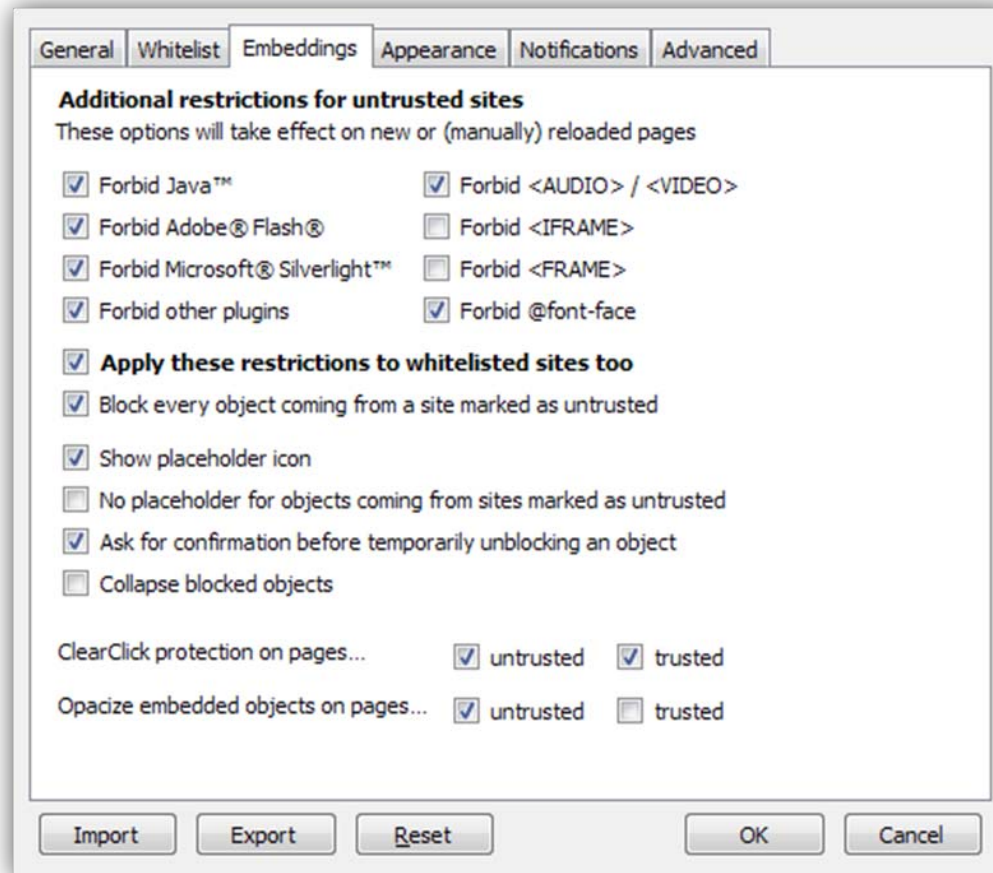 General Whitelist Embeddings Appearance Notifications Advanced
Additional restrictions for untrusted sites
These options will take effect on new or (manually) reloaded pages
Forbid Java™ Forbid <AUDIO> / <VIDEO>
Forbid Adobe® Flash® Forbid <IFRAME>
Forbid Microsoft® Silverlight™ Forbid <FRAME>
Forbid other plugins Forbid @font-face
Apply these restrictions to whitelisted sites too
Block every object coming from a site marked as untrusted
Show placeholder icon
No placeholder for objects coming from sites marked as untrusted
Ask for confirmation before temporarily unblocking an object
Collapse blocked objects
ClearClick protection on pages... untrusted trusted
Opacize embedded objects on pages... untrusted trusted
Import Export Reset OK Cancel